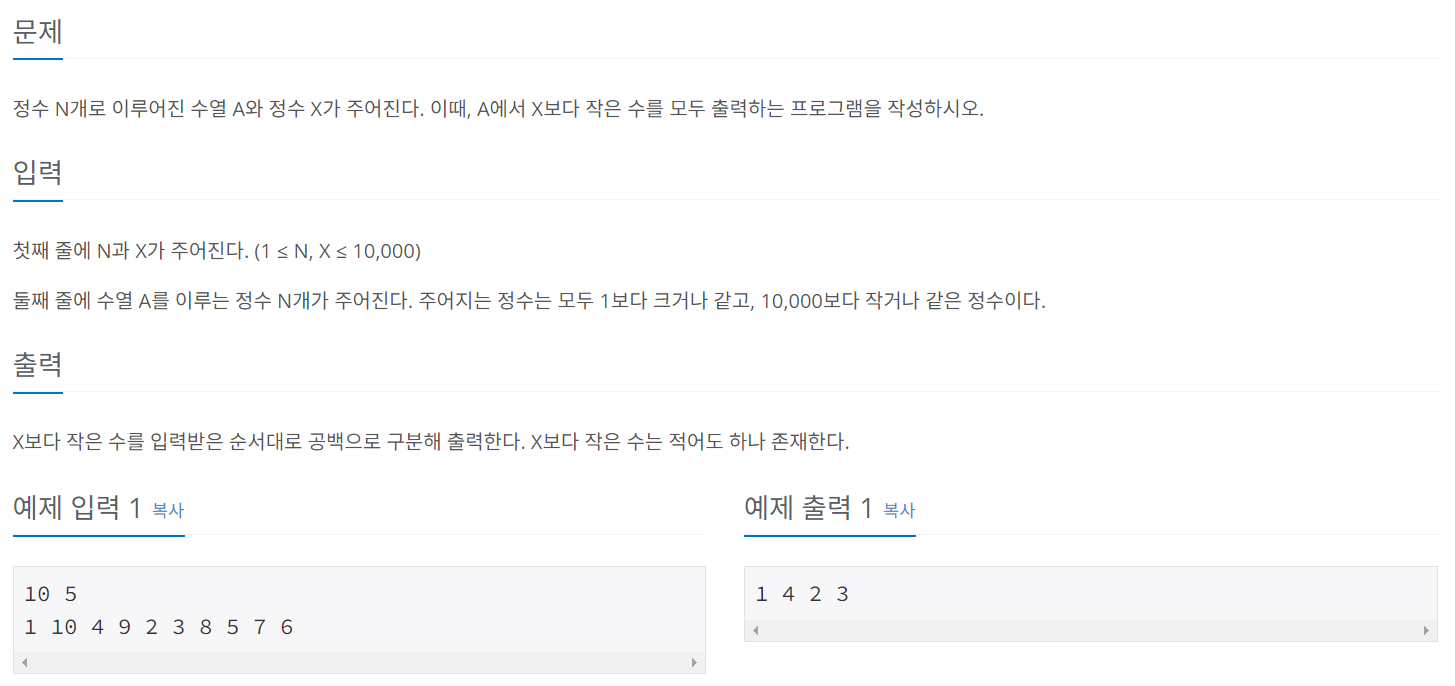 문제
정수 N개로 이루어진 수열 A와 정수 X가 주어진다. 이때, A에서 X보다 작은 수를 모두 출력하는 프로그램을 작성하시오.
입력
첫째 줄에 N과 X가 주어진다. (1 ≤ N, X ≤ 10,000)
둘째 줄에 수열 A를 이루는 정수 N개가 주어진다. 주어지는 정수는 모두 1보다 크거나 같고, 10,000보다 작거나 같은 정수이다.
출력
X보다 작은 수를 입력받은 순서대로 공백으로 구분해 출력한다. X보다 작은 수는 적어도 하나 존재한다.
예제 입력 1 복사
10 5
1 10 4 9 2 3 8 5 7 6
예제 출력 1 복사
1 4 2 3